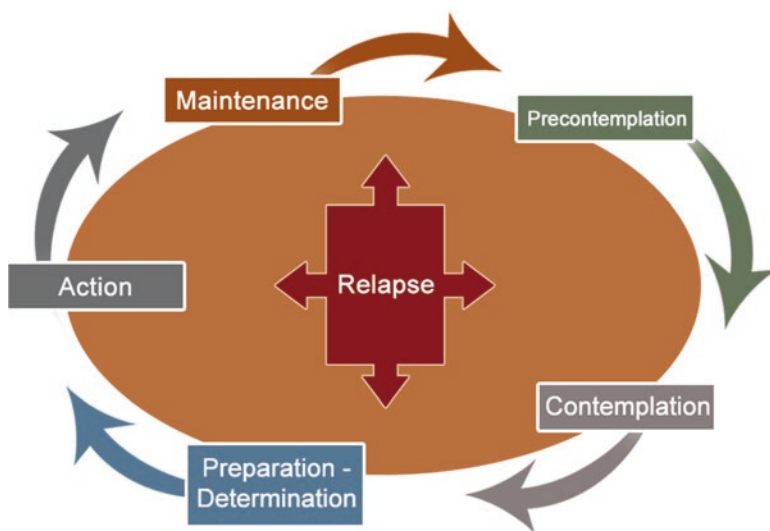 Maintenance
Precontemplation
Action
Relapse
Contemplation
Preparation -
Determination